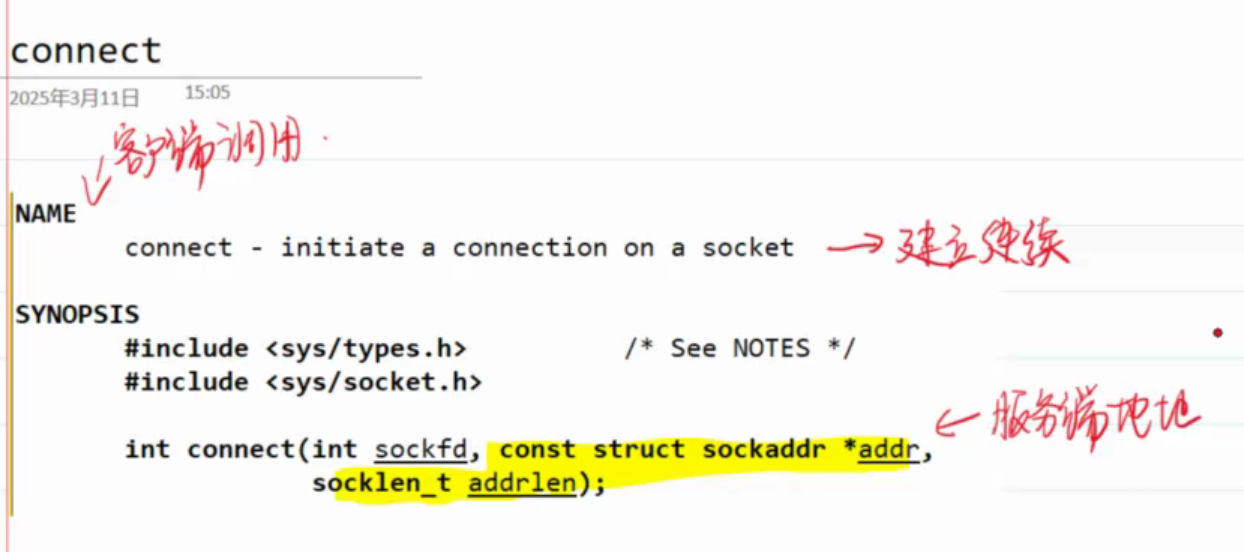 connect
2025年3月11日 15:05
客户端调用.
NAME
connect - initiate a connection on a socket → 建立连续
SYNOPSIS
#include <sys/types.h> /* See NOTES */
#include <sys/socket.h>
← 服务端地址
int connect(int sockfd, const struct sockaddr *addr,
socklen_t addrlen);